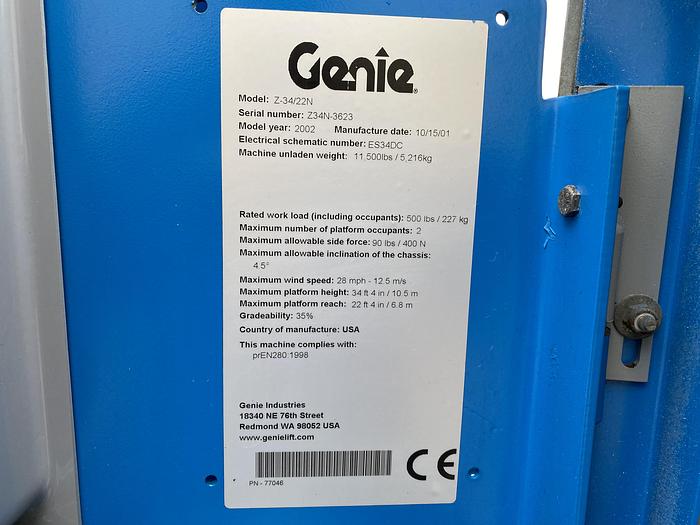 Genie®
Model: Z-34/22N
Serial number: Z34N-3623
Model year: 2002 Manufacture date: 10/15/01
Electrical schematic number: ES34DC
Machine unladen weight: 11,500lbs / 5,216kg
Rated work load (including occupants): 500 lbs / 227 kg
Maximum number of platform occupants: 2
Maximum allowable side force: 90 lbs / 400 N
Maximum allowable inclination of the chassis:
4.5°
Maximum wind speed: 28 mph - 12.5 m/s
Maximum platform height: 34 ft 4 in / 10.5 m
Maximum platform reach: 22 ft 4 in / 6.8 m
Gradeability: 35%
Country of manufacture: USA
This machine complies with:
prEN280:1998
Genie Industries
18340 NE 76th Street
Redmond WA 98052 USA
www.genielift.com
CE
PN - 77046